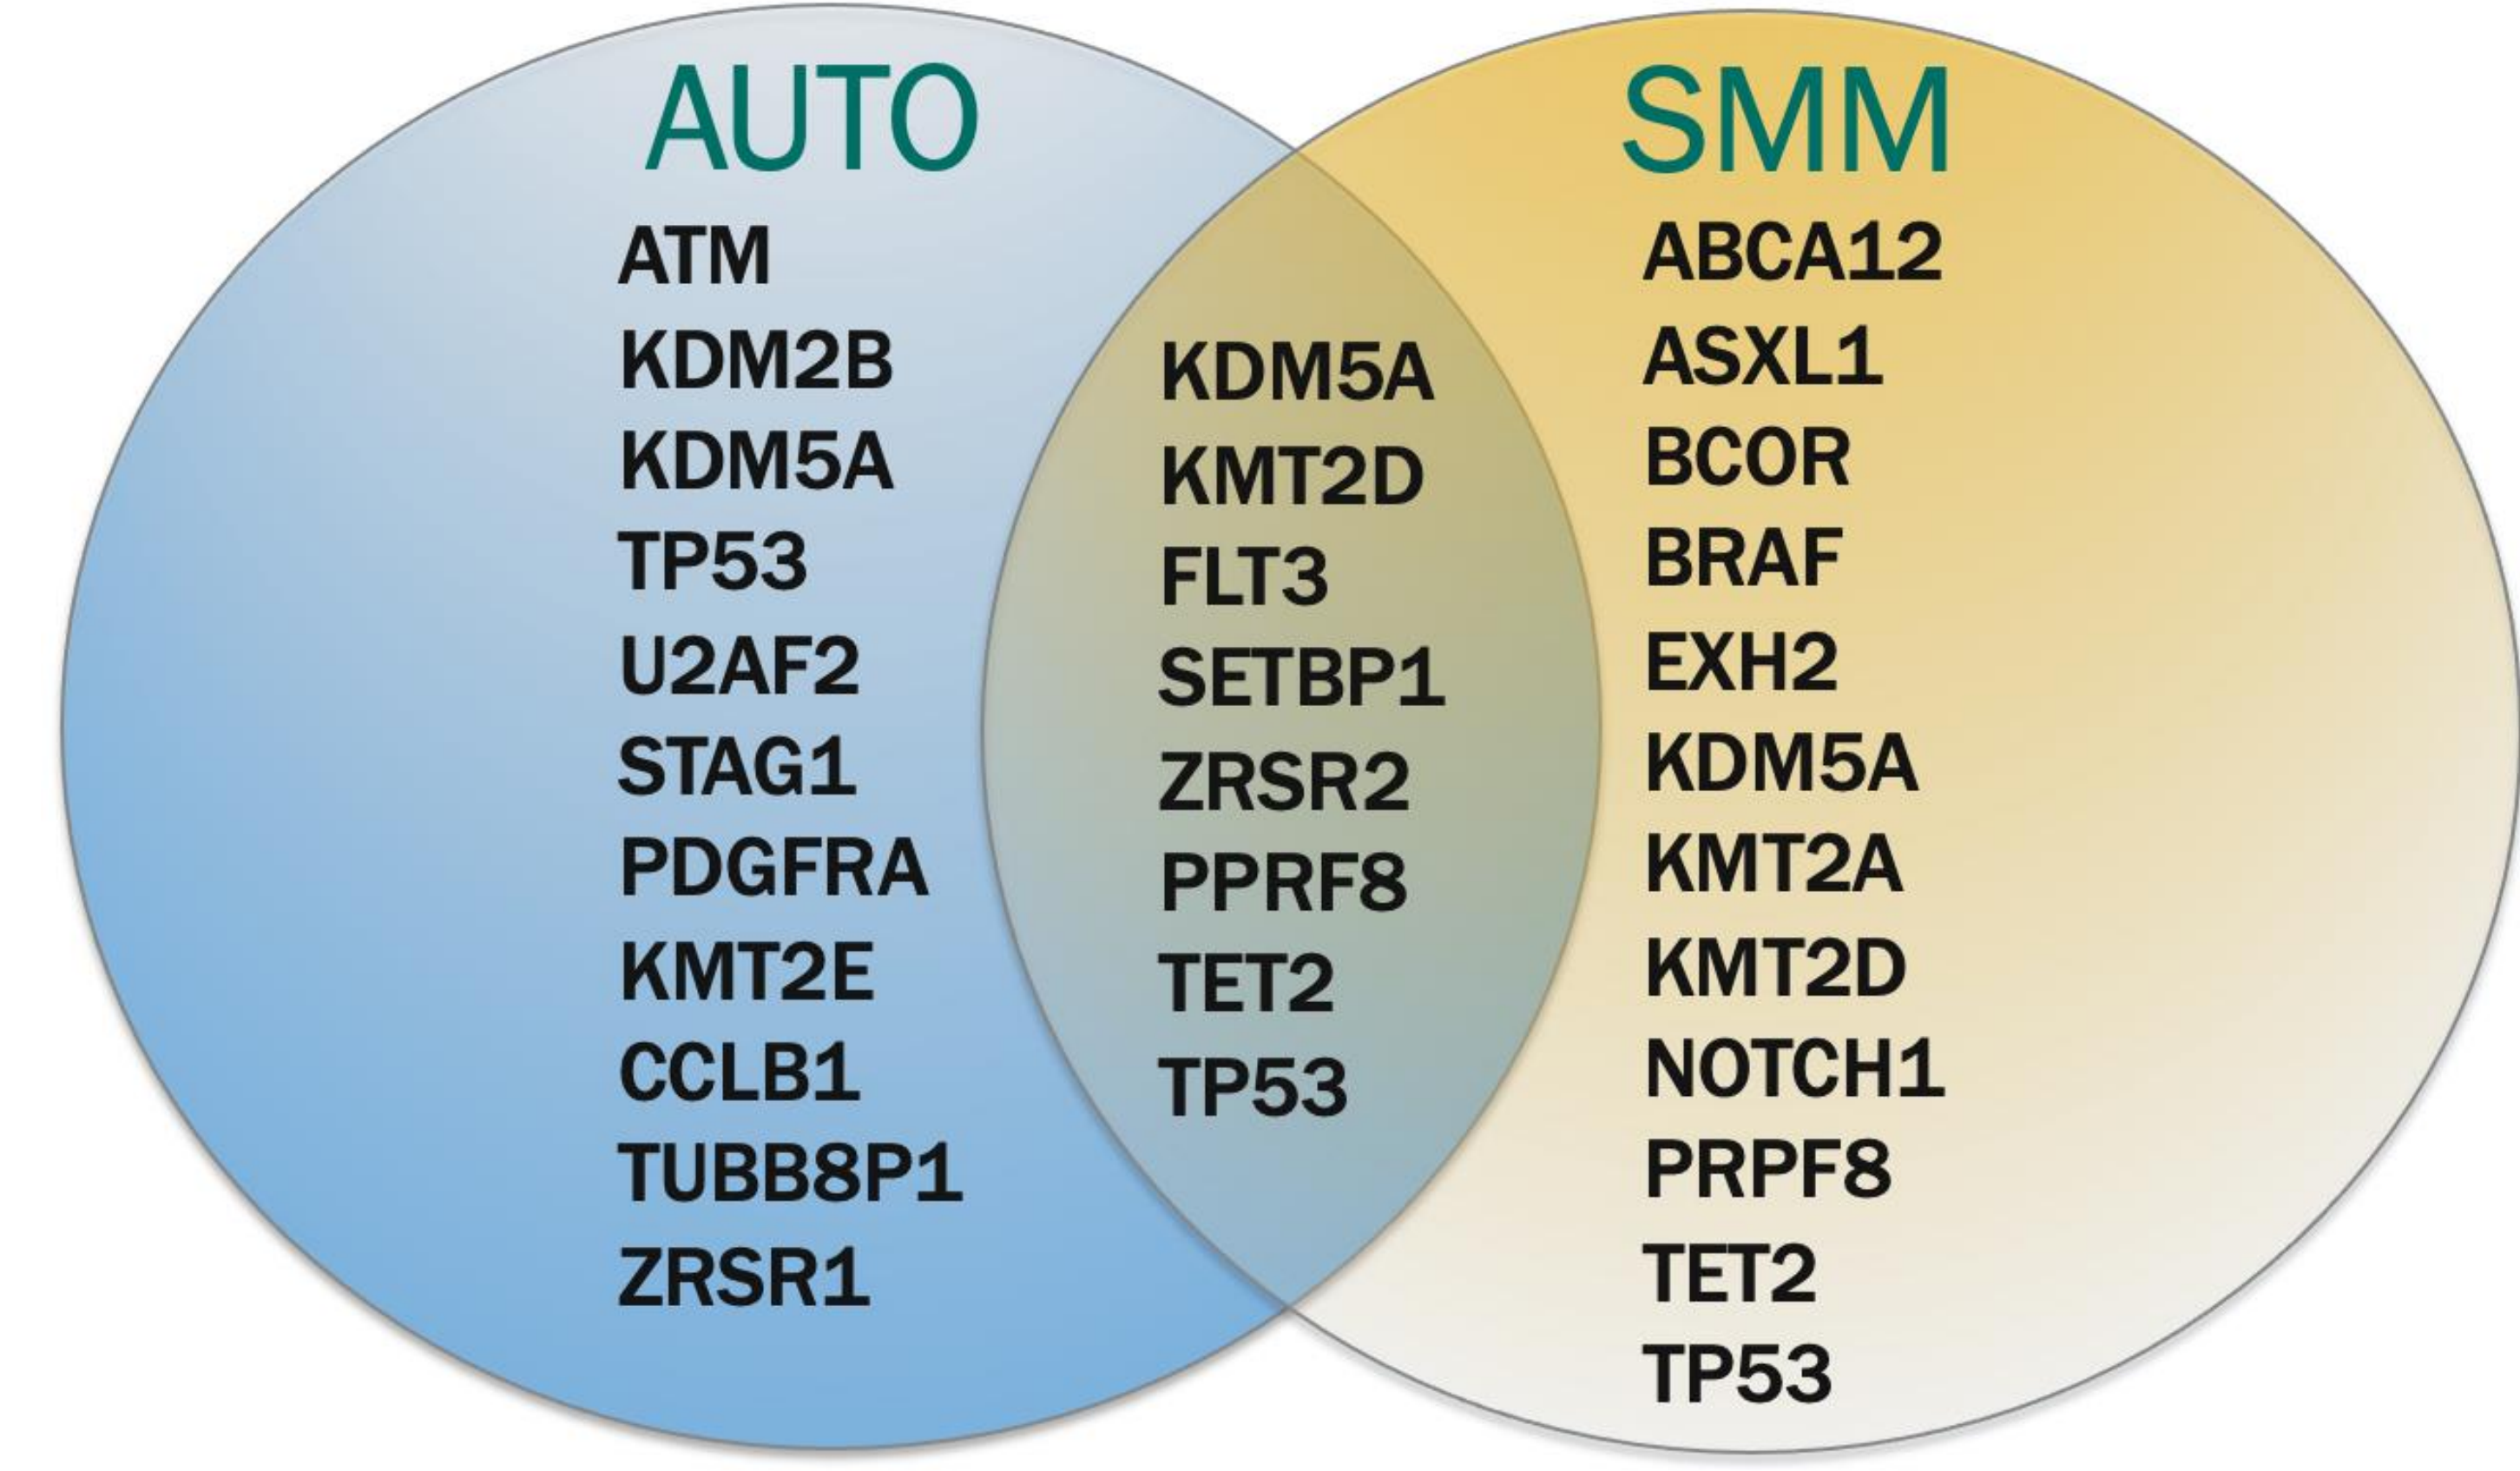 AUTO
ATM
KDM2B
KDM5A
TP53
U2AF2
STAG1
PDGFRA
KMT2E
CCLB1
TUBB8P1
ZRSR1
KDM5A
KMT2D
FLT3
SETBP1
ZRSR2
PPRF8
TET2
TP53
SMM
ABCA12
ASXL1
BCOR
BRAF
EXH2
KDM5A
KMT2A
KMT2D
NOTCH1
PRPF8
TET2
TP53